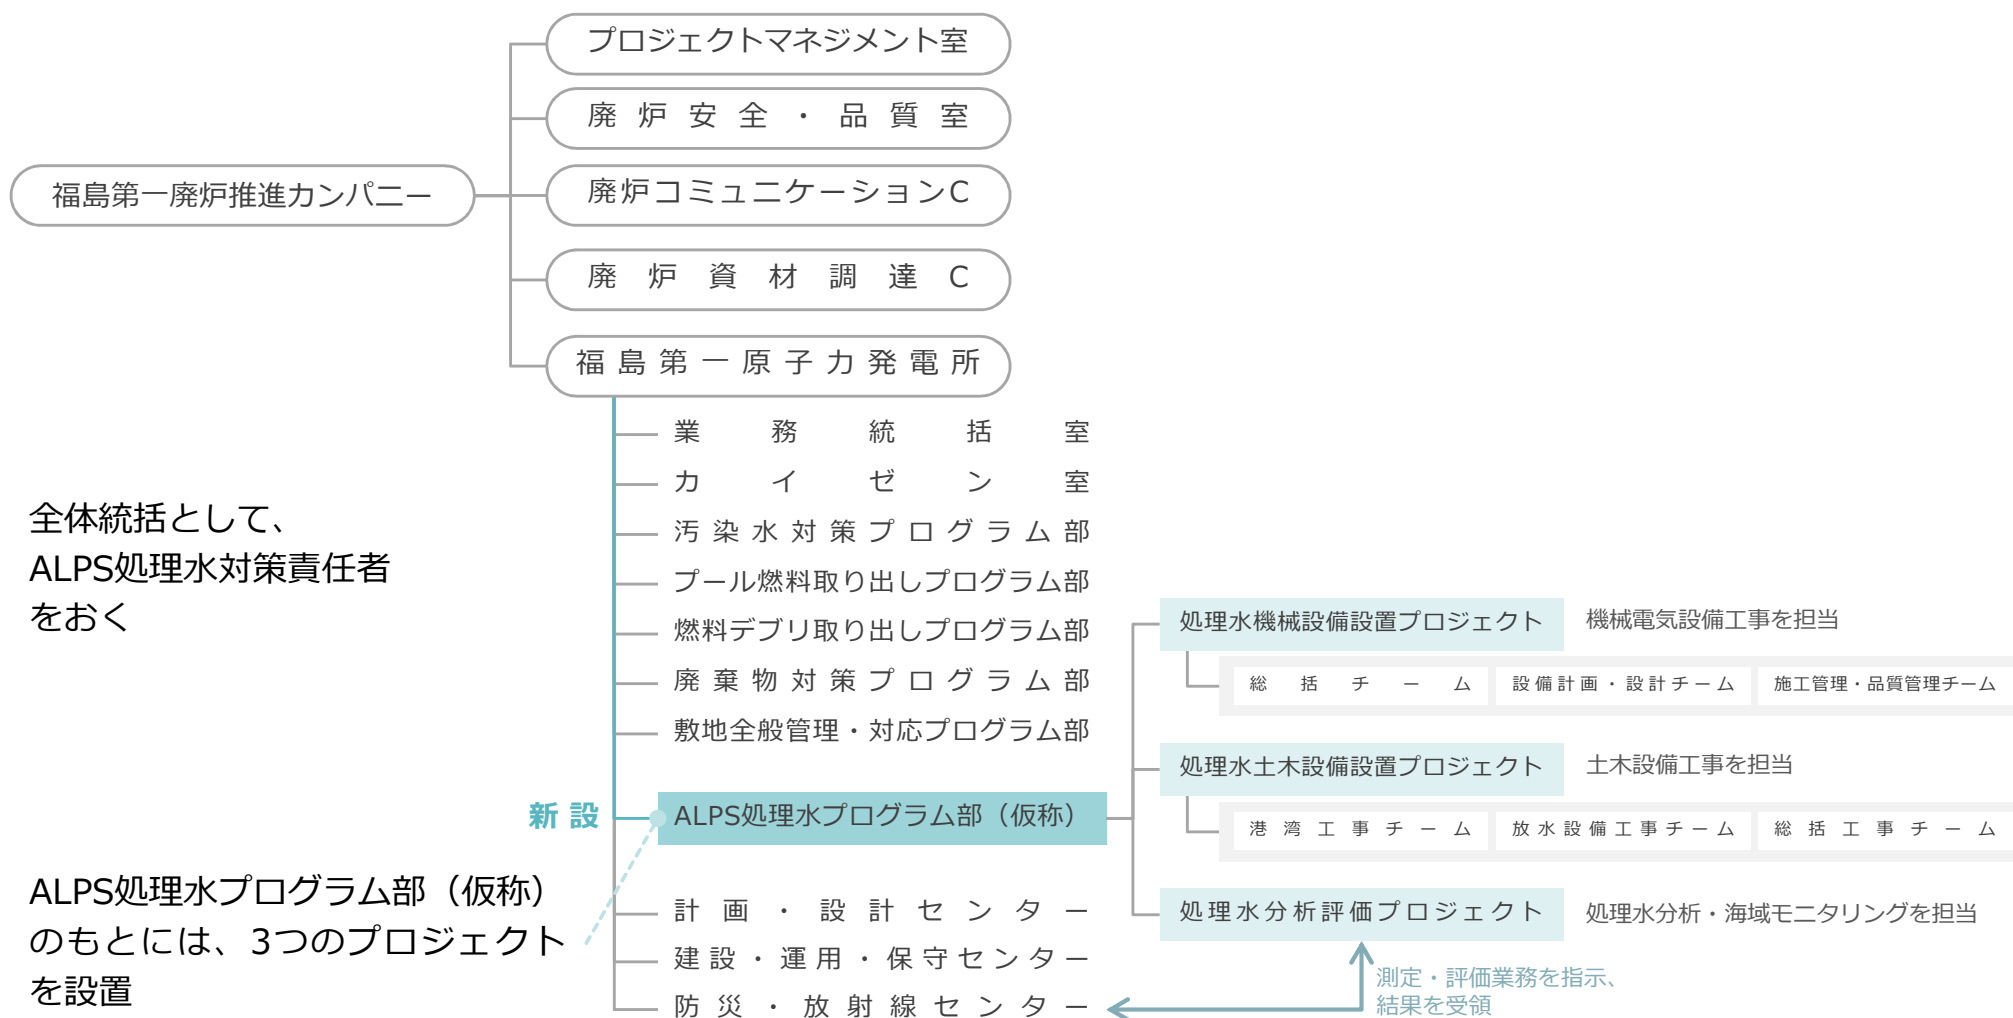 プロジェクトマネジメント室
廃炉安全・品質室
福島第一廃炉推進カンパニー
廃炉コミュニケーションC
廃炉資材調達C
福島第一原子力発電所
業務統括室
カイゼン室
汚染水対策プログラム部
プール燃料取り出しプログラム部
燃料デブリ取り出しプログラム部
廃棄物対策プログラム部
敷地全般管理・対応プログラム部
新設
ALPS処理水プログラム部（仮称）
計画・設計センター
建設・運用・保守センター
防災・放射線センター
全体統括として、
ALPS処理水対策責任者
をおく
ALPS処理水プログラム部（仮称）
のもとには、3つのプロジェクト
を設置
処理水機械設備設置プロジェクト
機械電気設備工事を担当
総括チーム
設備計画・設計チーム
施工管理・品質管理チーム
処理水土木設備設置プロジェクト
土木設備工事を担当
港湾工事チーム
放水設備工事チーム
総括工事チーム
処理水分析評価プロジェクト
処理水分析・海域モニタリングを担当
測定・評価業務を指示、
結果を受領